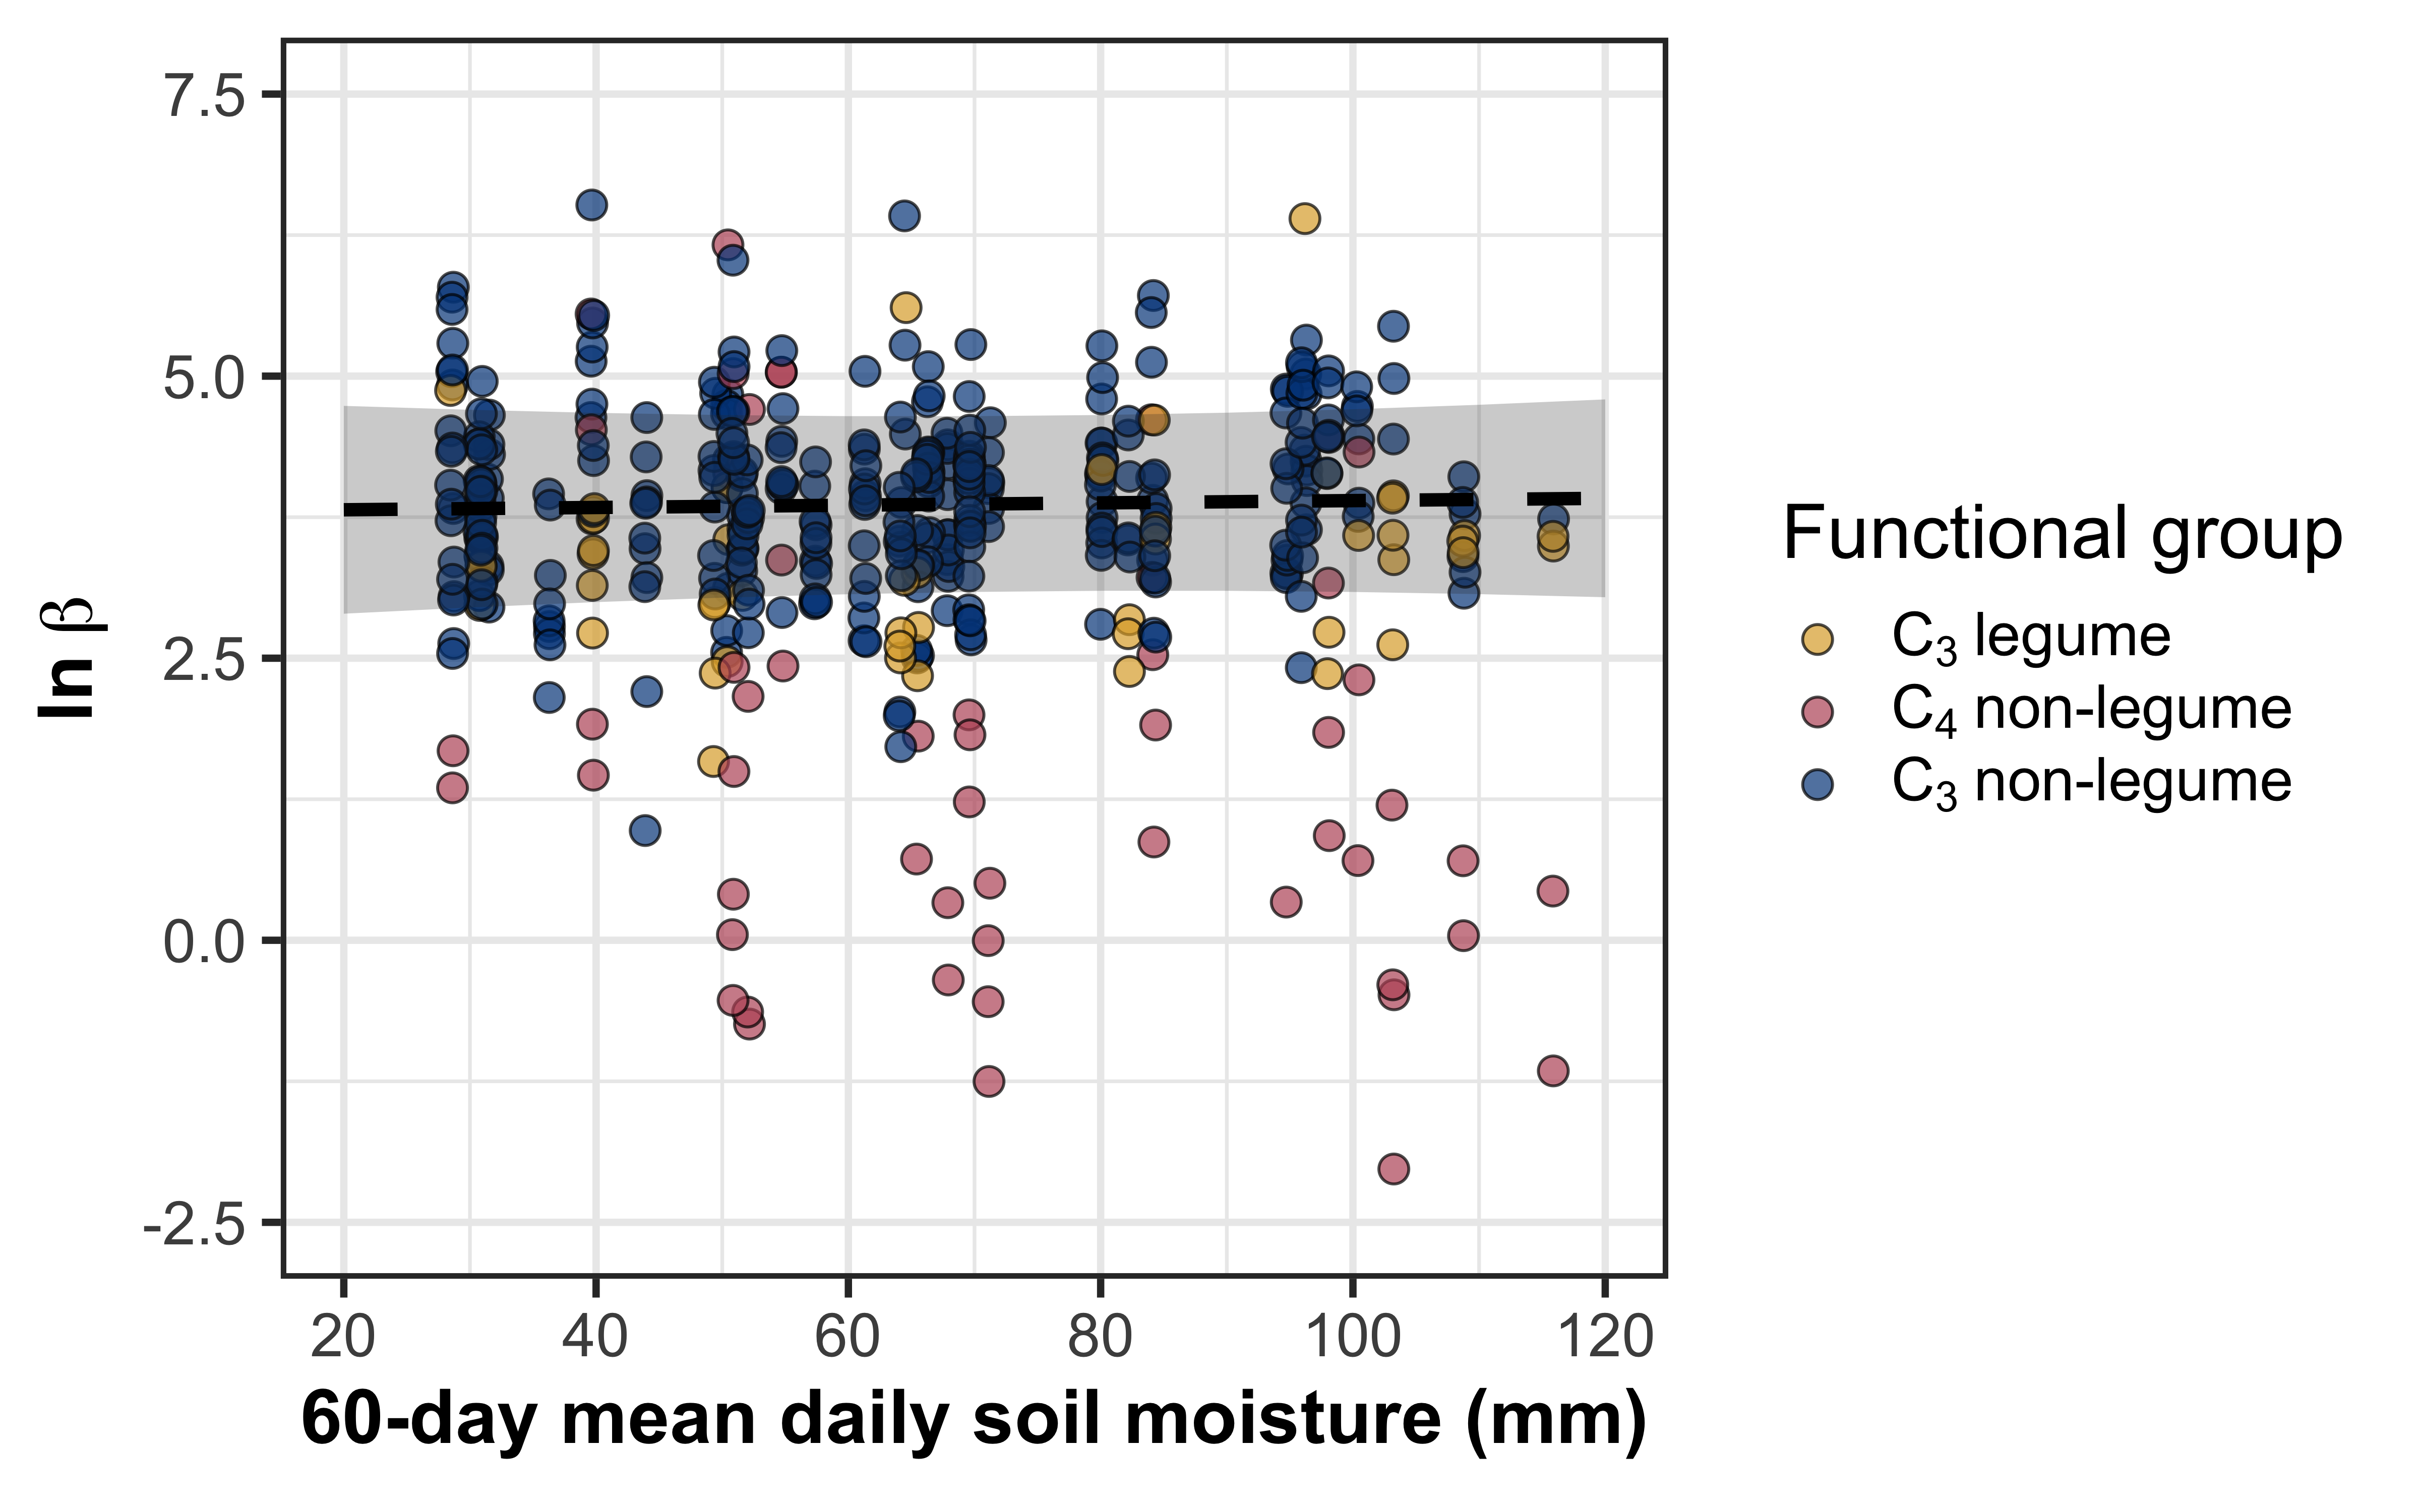 7.5
5.0
2.5
0.0
-2.5
ln β
20 40 60 80 100 120
60-day mean daily soil moisture (mm)
Functional group
C₃ legume
C₄ non-legume
C₃ non-legume